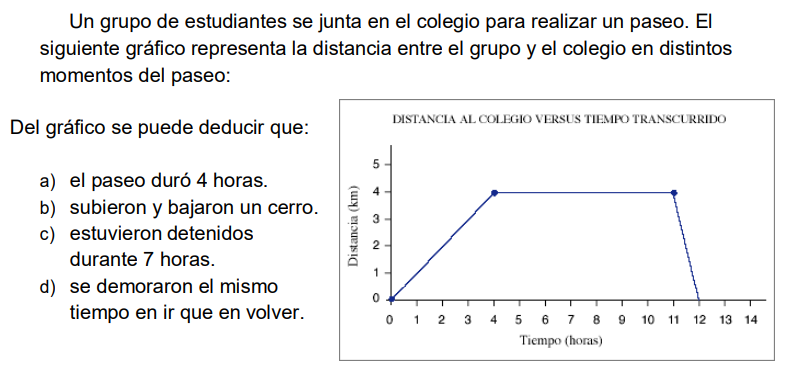 Un grupo de estudiantes se junta en el colegio para realizar un paseo. El
siguiente gráfico representa la distancia entre el grupo y el colegio en distintos
momentos del paseo:
Del gráfico se puede deducir que:
a) el paseo duró 4 horas.
b) subieron y bajaron un cerro.
c) estuvieron detenidos
durante 7 horas.
d) se demoraron el mismo
tiempo en ir que en volver.
DISTANCIA AL COLEGIO VERSUS TIEMPO TRANSCURRIDO
Distancia (km)
5
4
3
2
1
0
0 1 2 3 4 5 6 7 8 9 10 11 12 13 14
Tiempo (horas)